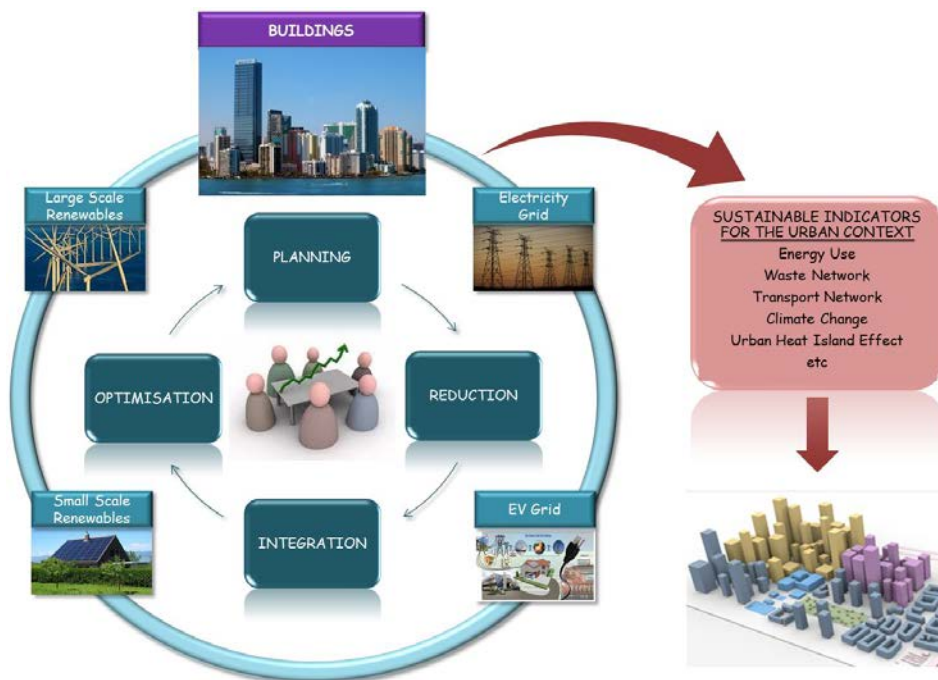 BUILDINGS
Large Scale
Renewables
Electricity
Grid
PLANNING
SUSTAINABLE INDICATORS
FOR THE URBAN CONTEXT
Energy Use
Waste Network
Transport Network
Climate Change
Urban Heat Island Effect
etc
OPTIMISATION
REDUCTION
Small Scale
Renewables
INTEGRATION
EV Grid